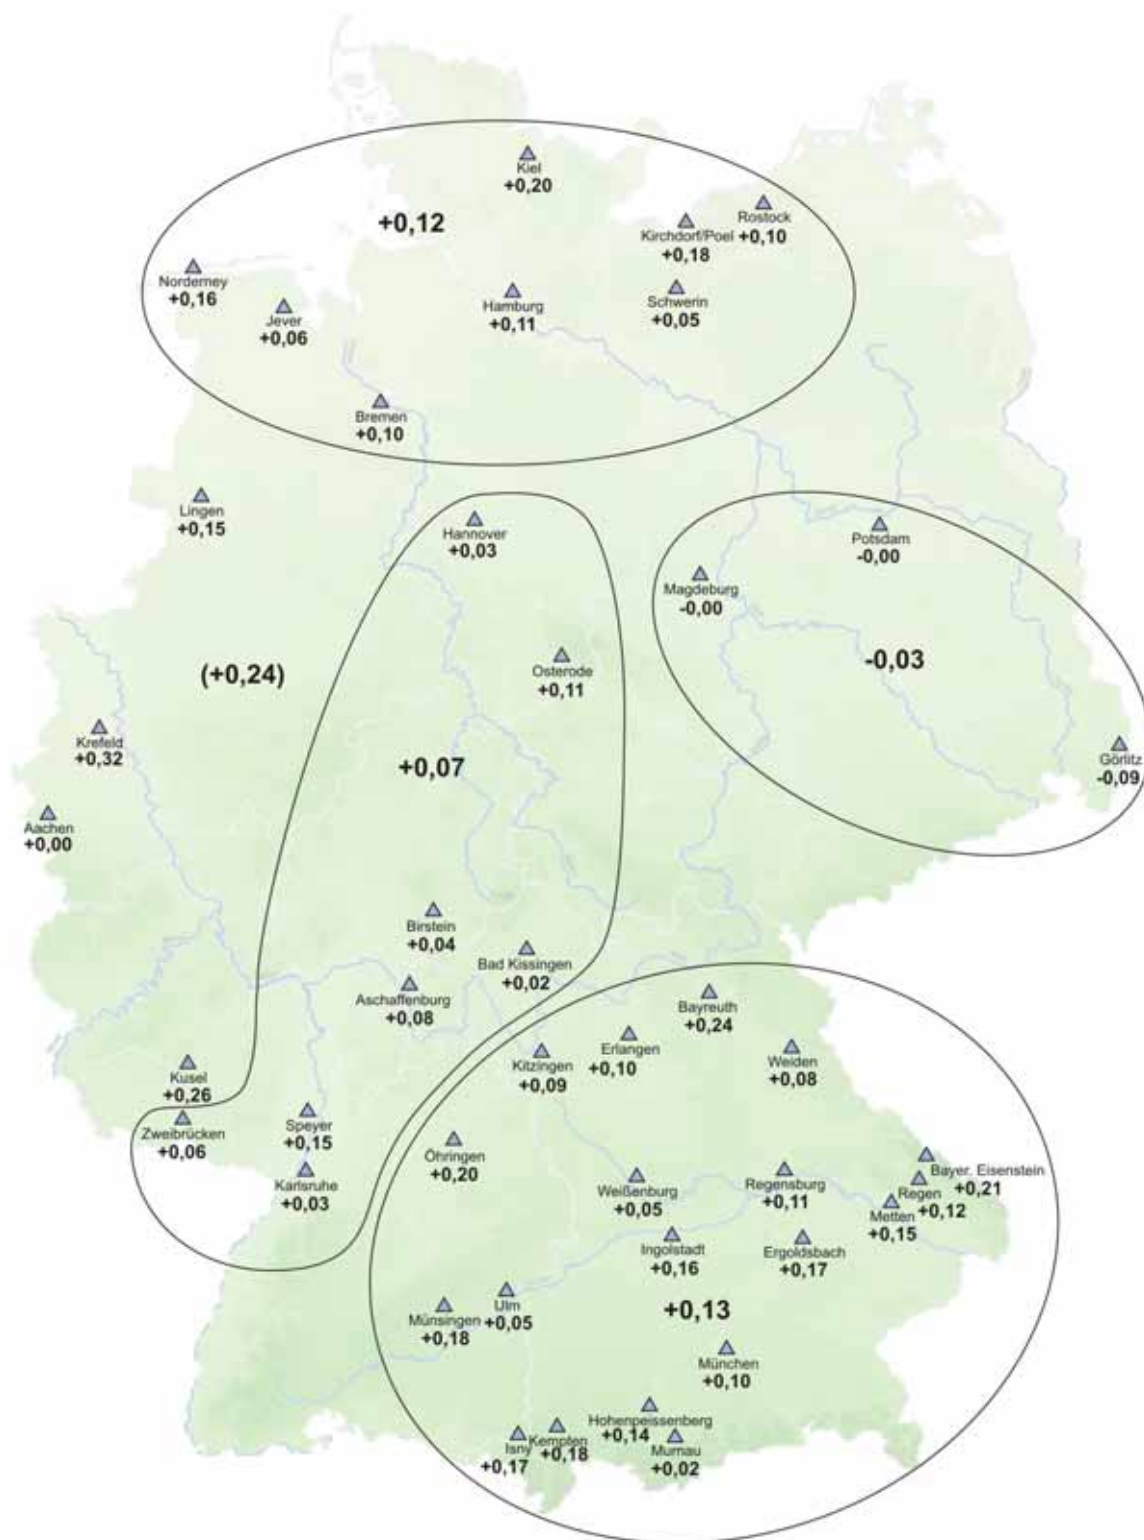 Kiel
+0,20
+0,12
Rostock
+0,10
Kirchdorf/Poel
+0,18
Norderney
+0,16
Jever
+0,06
Hamburg
+0,11
Schwerin
+0,05
Bremen
+0,10
Lingen
+0,15
Hannover
+0,03
Potsdam
-0,00
Magdeburg
-0,00
-0,03
(+0,24)
Osterode
+0,11
Krefeld
+0,32
+0,07
Görlitz
-0,09
Aachen
+0,00
Birstein
+0,04
Bad Kissingen
+0,02
Aschaffenburg
+0,08
Bayreuth
+0,24
Erlangen
+0,10
Weiden
+0,08
Kitzingen
+0,09
Kusel
+0,26
Zweibrücken
+0,06
Speyer
+0,15
Karlsruhe
+0,03
Öhringen
+0,20
Weißenburg
+0,05
Regensburg
+0,11
Bayer. Eisenstein
+0,21
Regen
+0,12
Metten
+0,15
Ingolstadt
+0,16
Ergoldsbach
+0,17
Ulm
+0,05
Münsingen
+0,18
+0,13
München
+0,10
Hohenpeissenberg
+0,14
Murnau
+0,02
Isny
+0,17
Kempten
+0,18